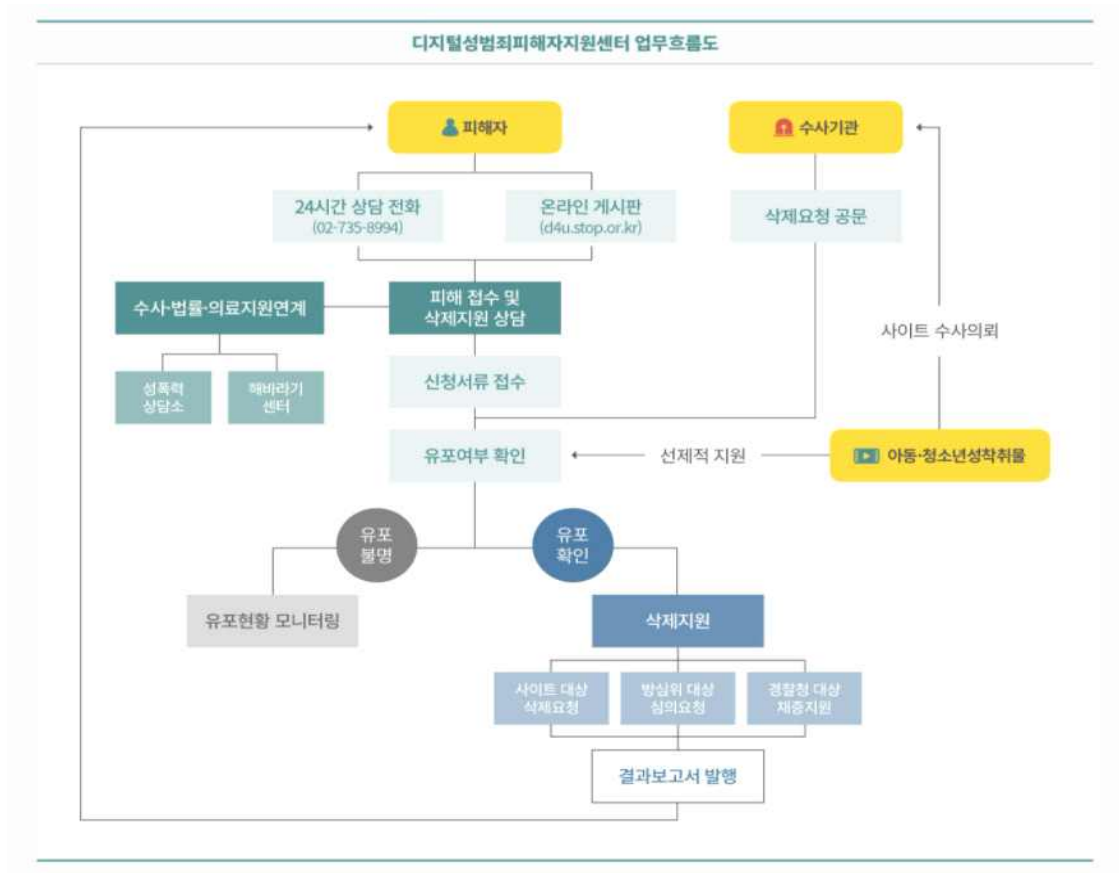 디지털성범죄피해자지원센터 업무흐름도
피해자
수사기관
24시간 상담 전화
(02-735-8994)
온라인 게시판
(d4u.stop.or.kr)
삭제요청 공문
수사·법률·의료지원연계
피해 접수 및
삭제지원 상담
사이트 수사의뢰
성폭력
상담소
해바라기
센터
신청서류 접수
유포여부 확인
선제적 지원
아동·청소년성착취물
유포
불명
유포
확인
유포현황 모니터링
삭제지원
사이트 대상
삭제요청
방심위 대상
심의요청
경찰청 대상
채증지원
결과보고서 발행